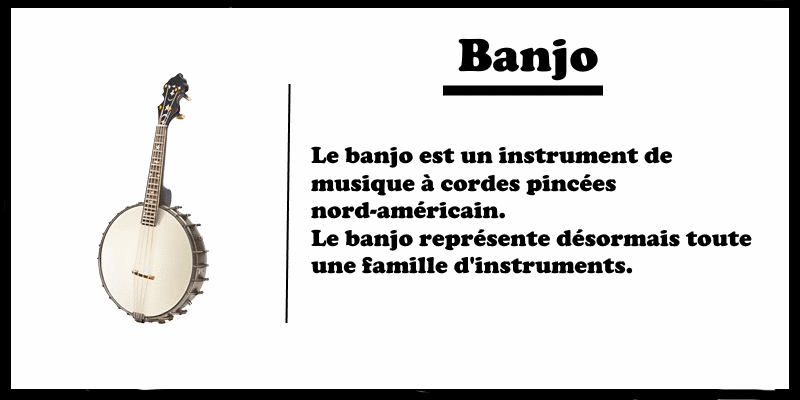 Banjo
Le banjo est un instrument de
musique à cordes pincées
nord-américain.
Le banjo représente désormais toute
une famille d'instruments.